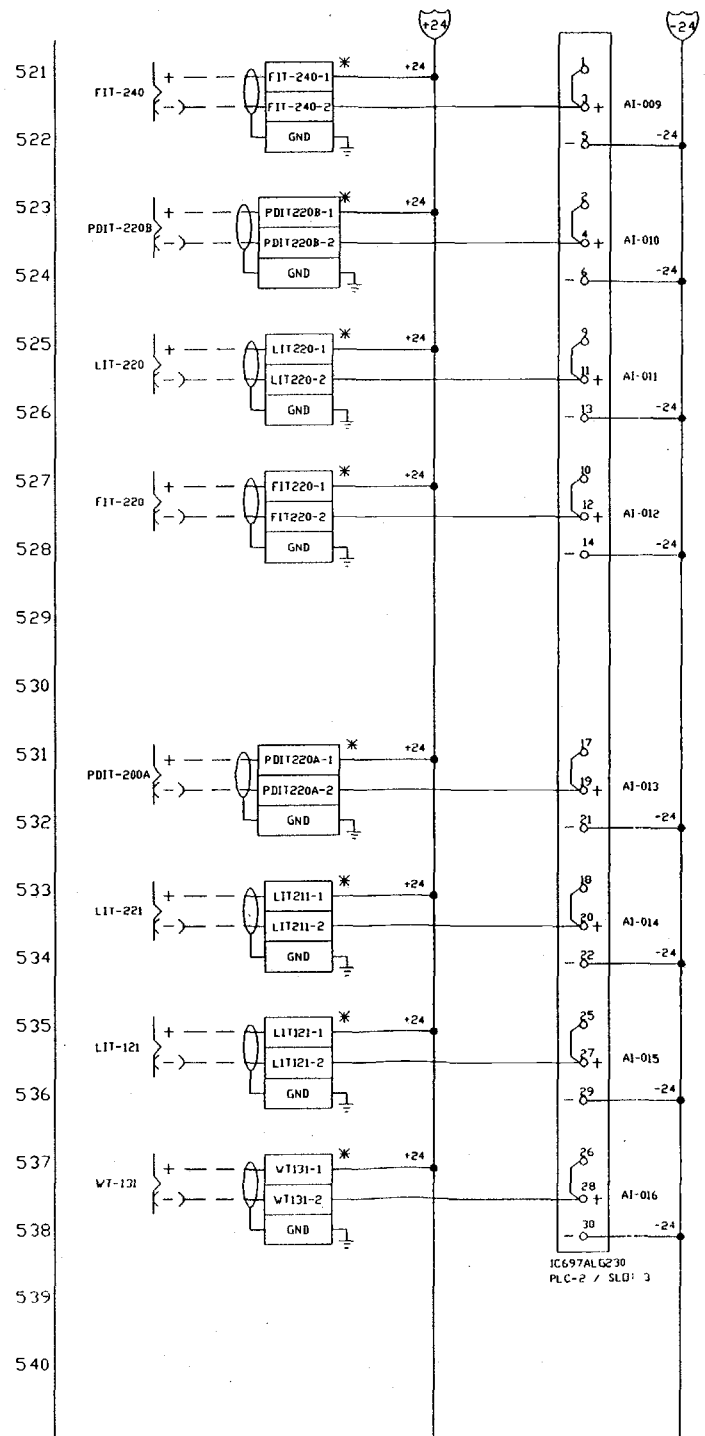 +24 -24
521 FIT-240 + FIT-240-1 * +24 1
- FIT-240-2 3 + AI-009
522 GND - 5 -24
523 PDIT-220B + PDIT220B-1 * +24 2
- PDIT220B-2 4 + AI-010
524 GND - 6 -24
525 LIT-220 + LIT220-1 * +24 9
- LIT220-2 11 + AI-011
526 GND - 13 -24
527 FIT-220 + FIT220-1 * +24 10
- FIT220-2 12 + AI-012
528 GND - 14 -24
529
530
531 PDIT-200A + PDIT220A-1 * +24 17
- PDIT220A-2 19 + AI-013
532 GND - 21 -24
533 LIT-221 + LIT211-1 * +24 18
- LIT211-2 20 + AI-014
534 GND - 22 -24
535 LIT-121 + LIT121-1 * +24 25
- LIT121-2 27 + AI-015
536 GND - 29 -24
537 WT-131 + WT131-1 * +24 26
- WT131-2 28 + AI-016
538 GND - 30 -24
IC697ALG230
PLC-2 / SLOT 3
539
540